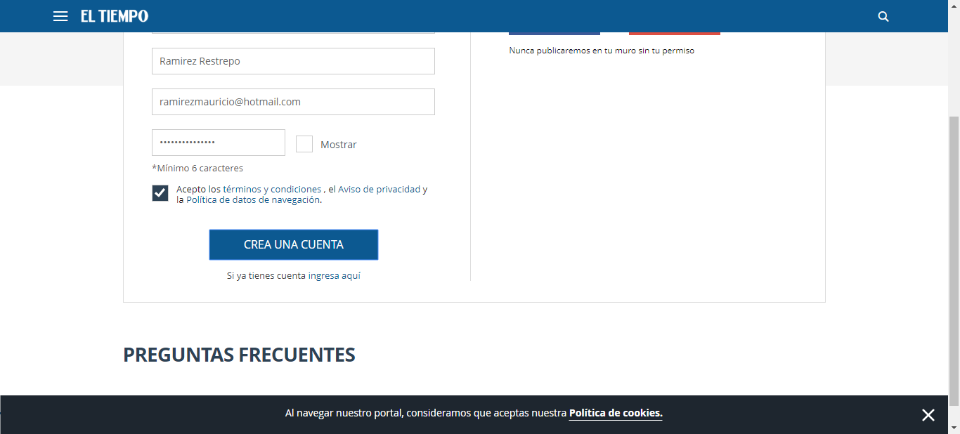 EL TIEMPO
Ramirez Restrepo
ramirezmauricio@hotmail.com
•••••••••••••••
Mostrar
*Mínimo 6 caracteres
Acepto los términos y condiciones , el Aviso de privacidad y
la Política de datos de navegación.
CREA UNA CUENTA
Si ya tienes cuenta ingresa aquí
Nunca publicaremos en tu muro sin tu permiso
PREGUNTAS FRECUENTES
Al navegar nuestro portal, consideramos que aceptas nuestra Política de cookies.